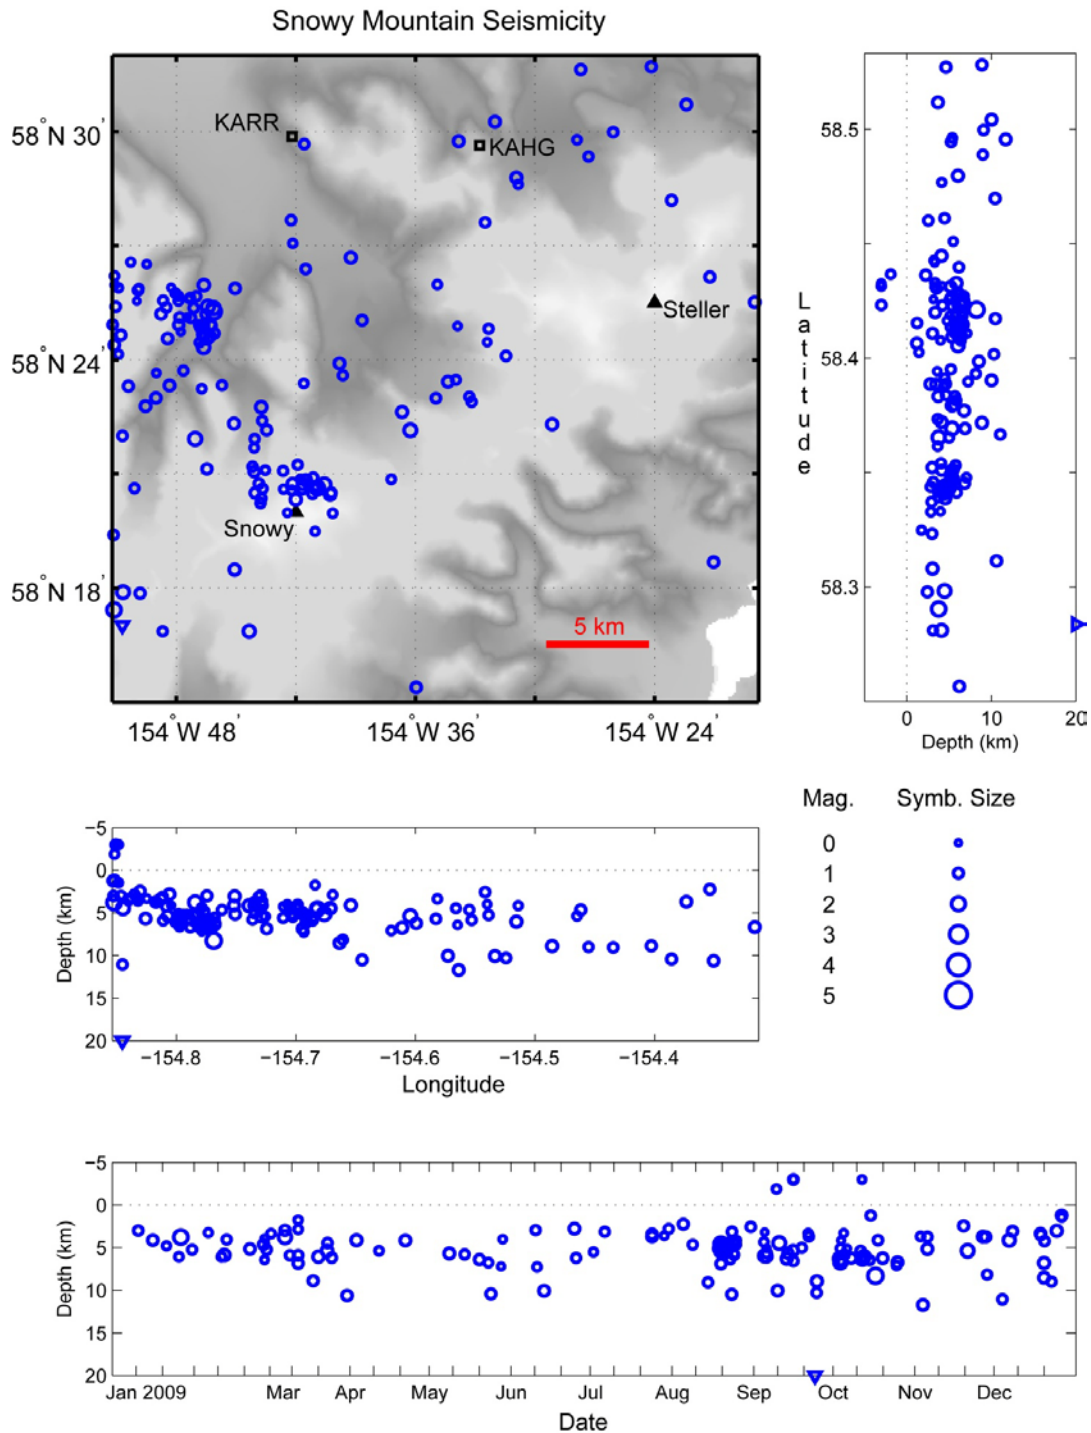 Snowy Mountain Seismicity
58°N 30'
58°N 24'
58°N 18'
KARR
KAHG
Steller
Snowy
5 km
154°W 48'
154°W 36'
154°W 24'
Latitude
58.5
58.4
58.3
0
10
20
Depth (km)
Mag.
Symb. Size
0
1
2
3
4
5
−5
0
5
10
15
20
Depth (km)
−154.8
−154.7
−154.6
−154.5
−154.4
Longitude
−5
0
5
10
15
20
Depth (km)
Jan 2009
Mar
Apr
May
Jun
Jul
Aug
Sep
Oct
Nov
Dec
Date